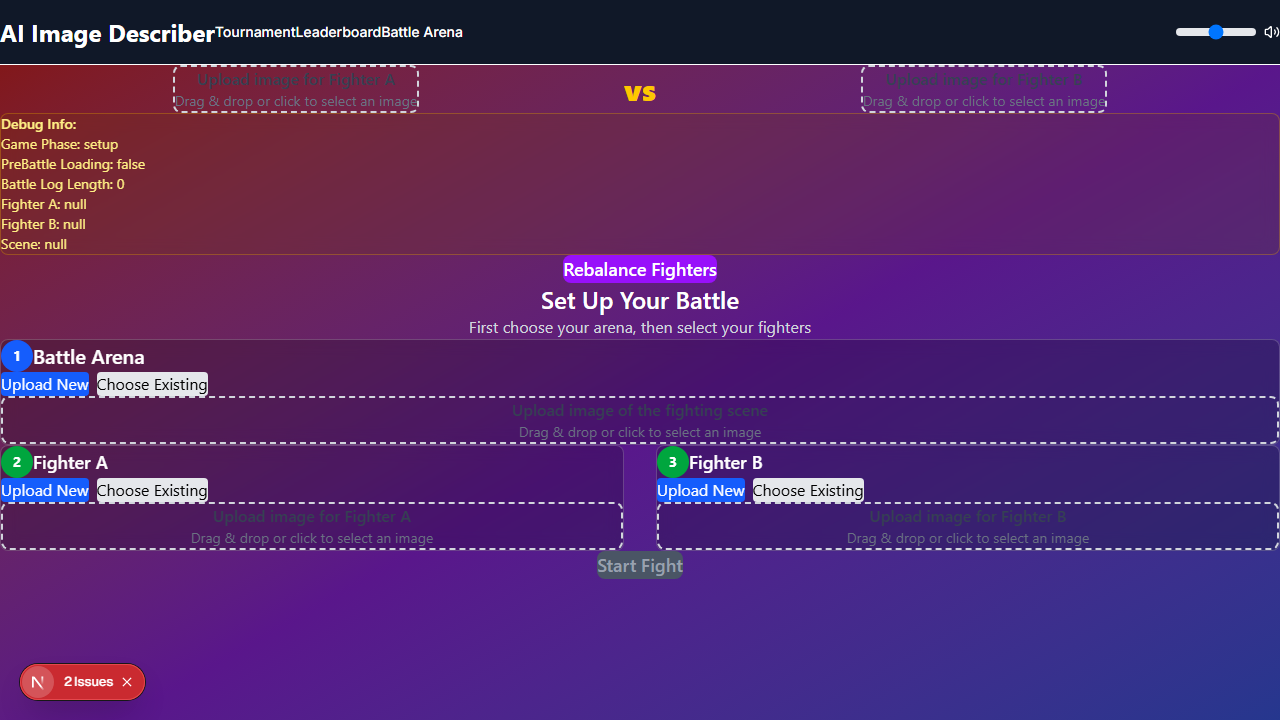 AI Image Describer Tournament Leaderboard Battle Arena
Upload image for Fighter A
Drag & drop or click to select an image
VS
Upload image for Fighter B
Drag & drop or click to select an image
Debug Info:
Game Phase: setup
PreBattle Loading: false
Battle Log Length: 0
Fighter A: null
Fighter B: null
Scene: null
Rebalance Fighters
Set Up Your Battle
First choose your arena, then select your fighters
1 Battle Arena
Upload New Choose Existing
Upload image of the fighting scene
Drag & drop or click to select an image
2 Fighter A
Upload New Choose Existing
Upload image for Fighter A
Drag & drop or click to select an image
3 Fighter B
Upload New Choose Existing
Upload image for Fighter B
Drag & drop or click to select an image
Start Fight
N 2 Issues